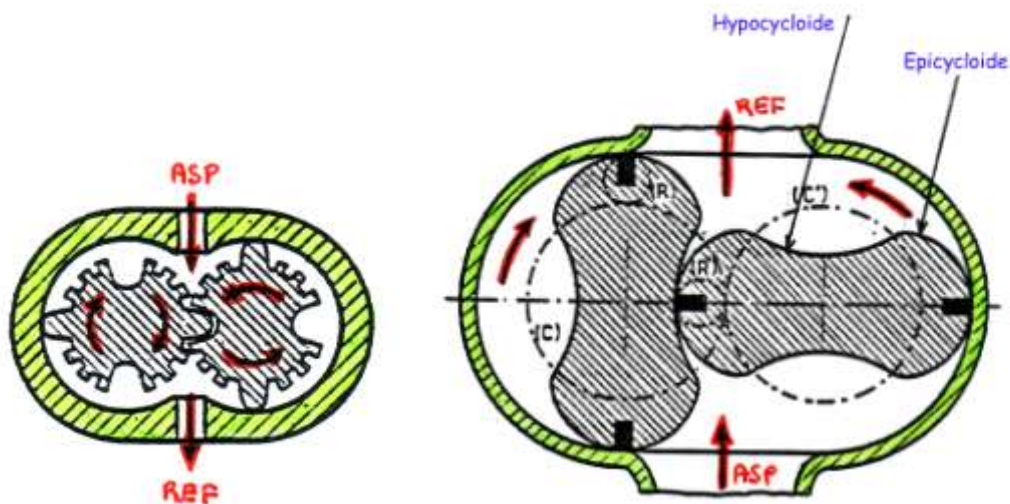 Hypocycloide
Epicycloide
REF
ASP
(R)
(C')
(R')
(C)
REF
ASP